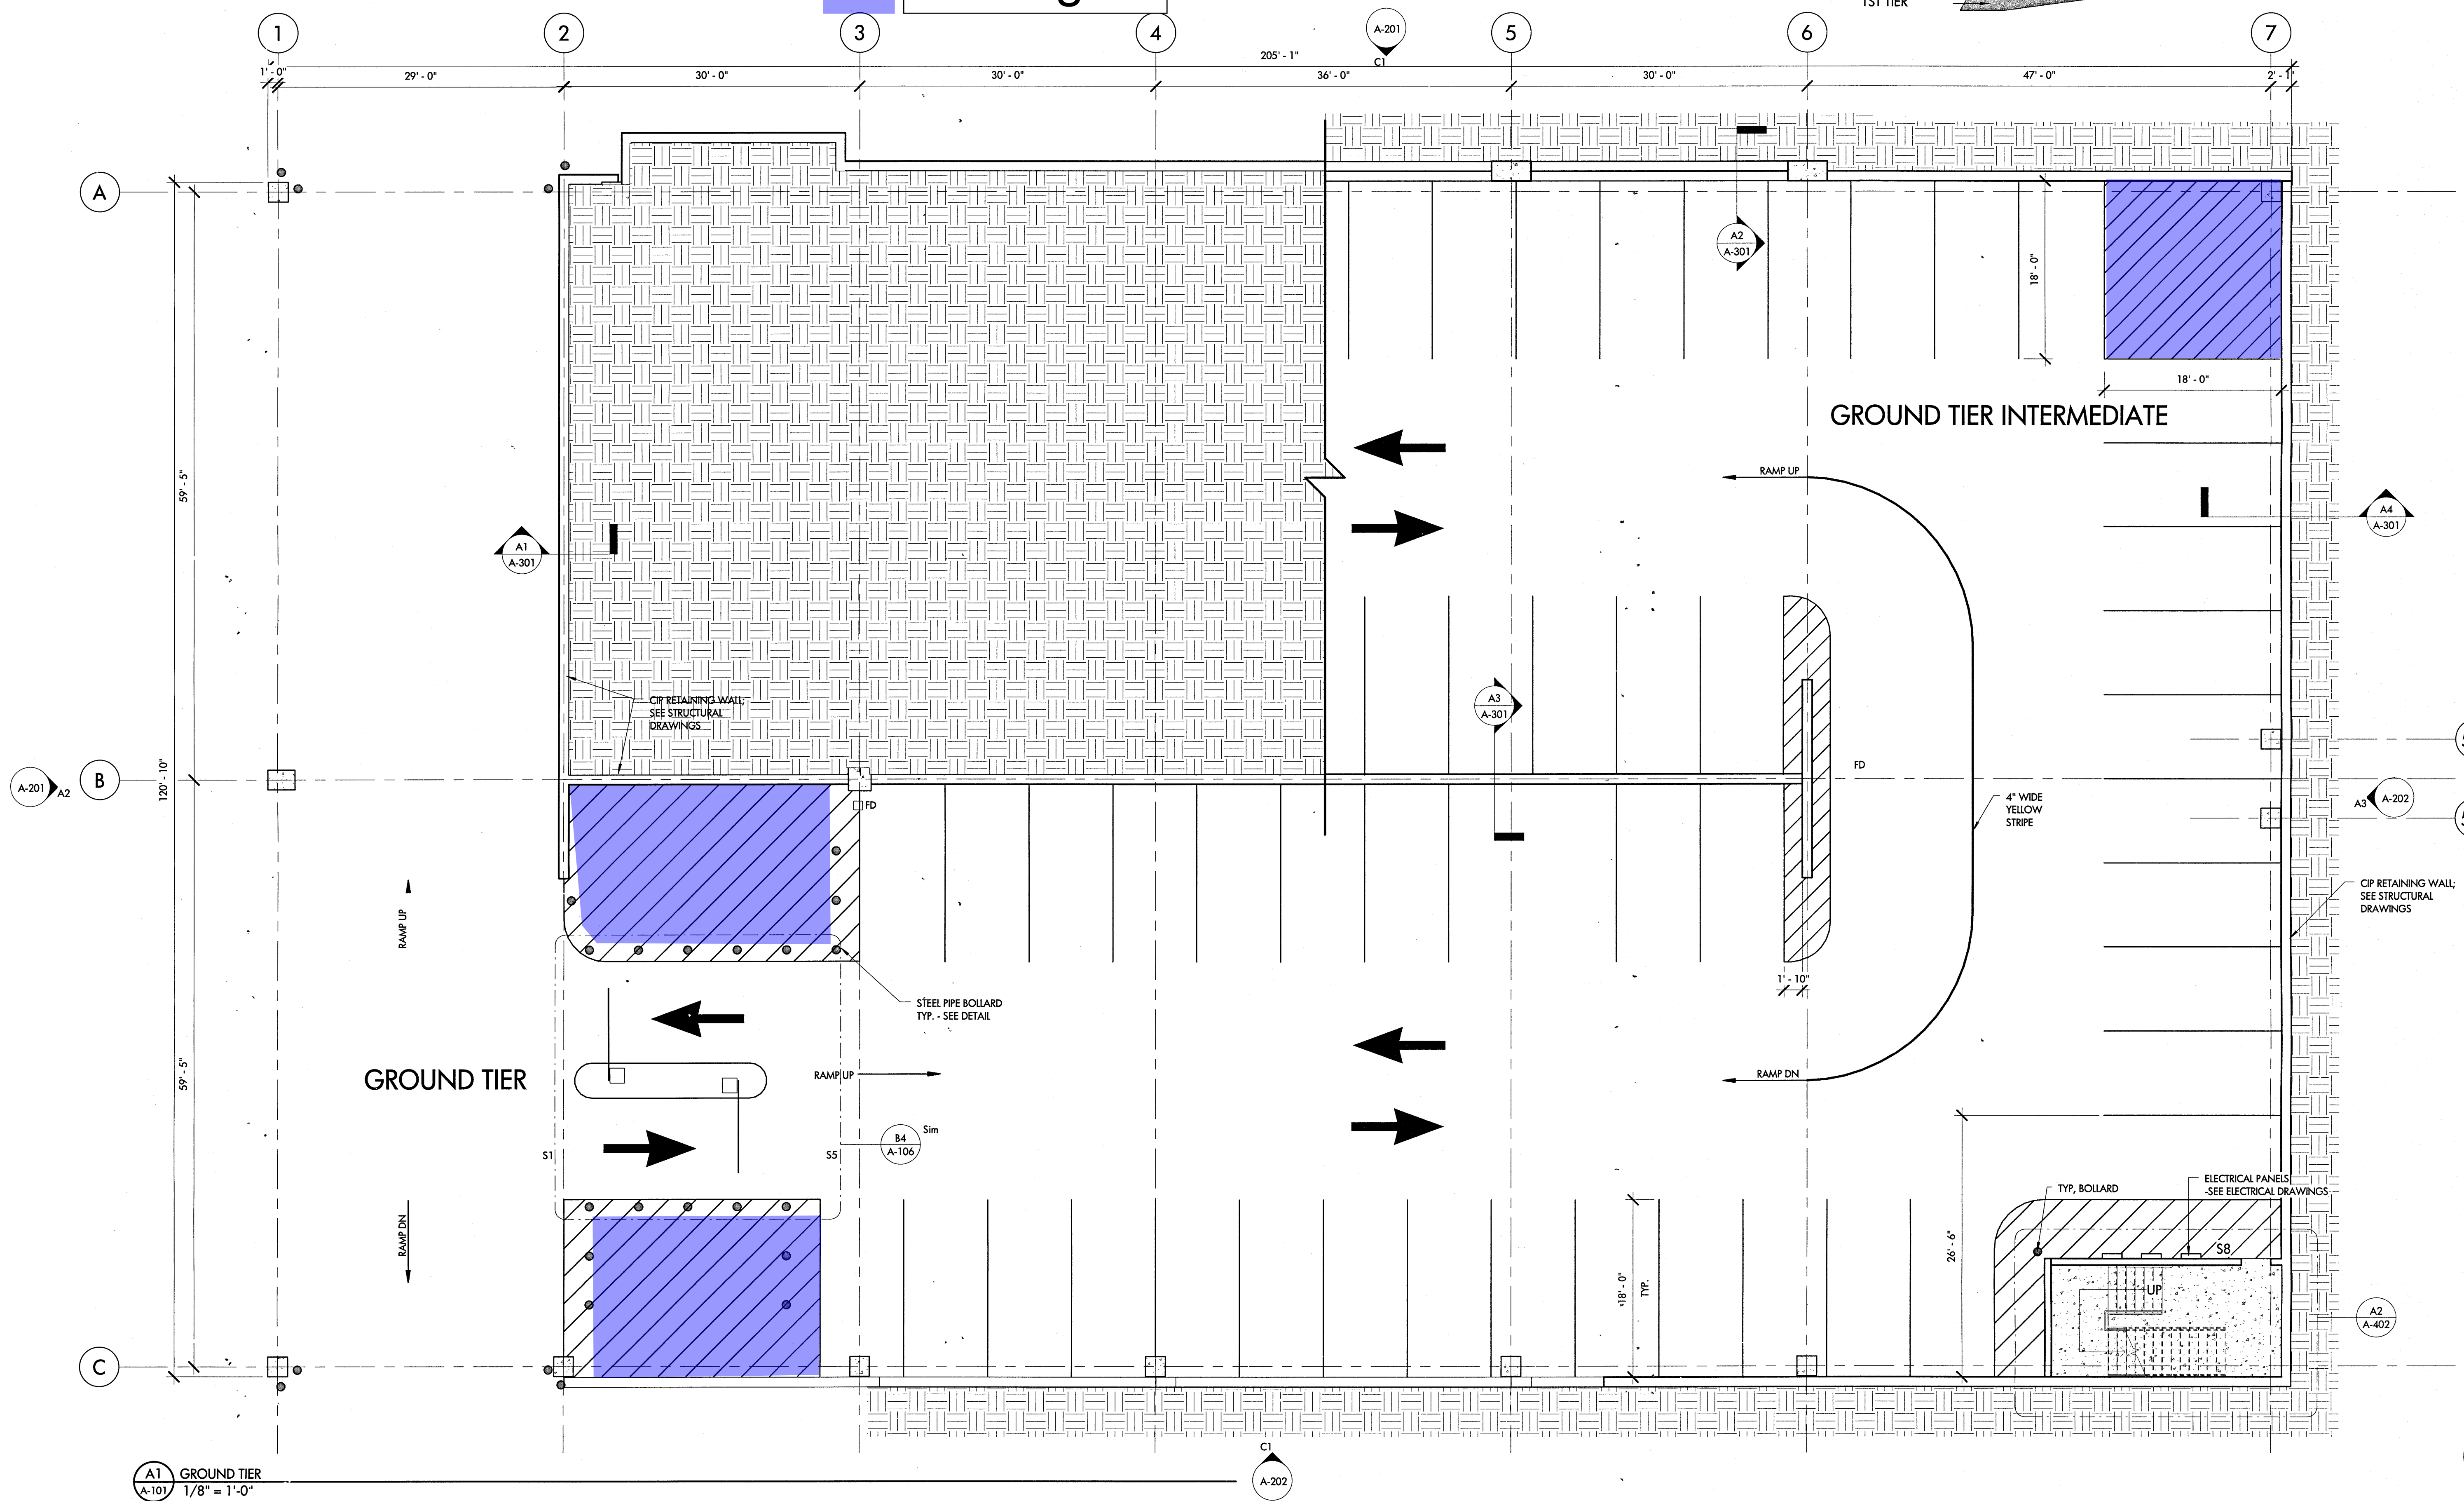 1ST TIER
1
2
3
4
5
6
7
A-201
C1
205' - 1"
1' - 0"
29' - 0"
30' - 0"
30' - 0"
36' - 0"
30' - 0"
47' - 0"
2' - 1"
A
A2
A-301
18' - 0"
18' - 0"
GROUND TIER INTERMEDIATE
59' - 5"
RAMP UP
A1
A-301
A4
A-301
CIP RETAINING WALL;
SEE STRUCTURAL
DRAWINGS
A3
A-301
120' - 10"
A-201
A2
B
FD
FD
4" WIDE
YELLOW
STRIPE
A3
A-202
CIP RETAINING WALL;
SEE STRUCTURAL
DRAWINGS
RAMP UP
1' - 10"
STEEL PIPE BOLLARD
TYP. - SEE DETAIL
59' - 5"
GROUND TIER
RAMP UP
RAMP DN
S1
S5
B4
A-106
Sim
RAMP DN
26' - 6"
18' - 0"
TYP.
TYP, BOLLARD
ELECTRICAL PANELS
-SEE ELECTRICAL DRAWINGS
S8
UP
A2
A-402
C
C1
A-202
A1
A-101
GROUND TIER
1/8" = 1'-0"